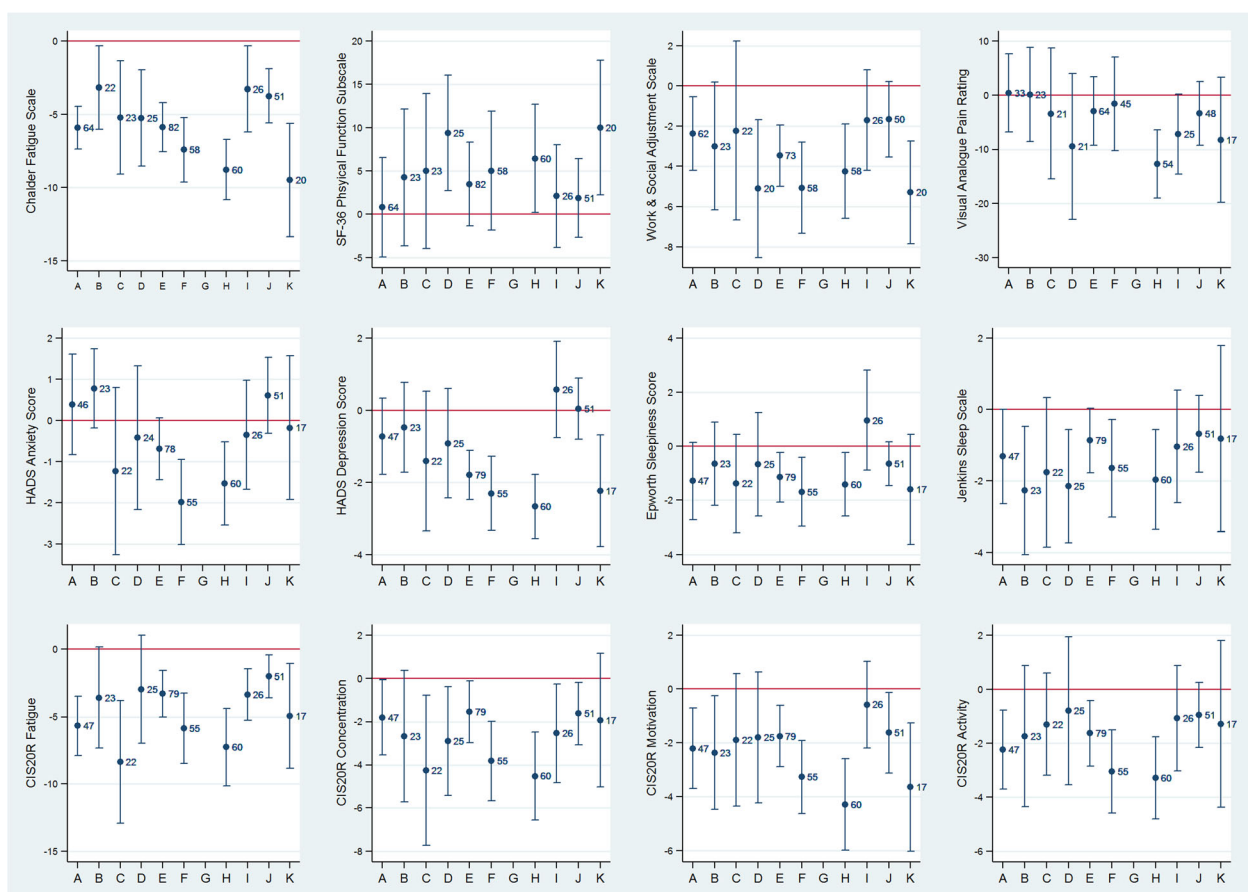 Chalder Fatigue Scale
0
-5
-10
-15
64 22 23 25 82 58 60 26 51 20
A B C D E F G H I J K
SF-36 Phsyical Function Subscale
20
15
10
5
0
-5
64 23 23 25 82 58 60 26 51 20
A B C D E F G H I J K
Work & Social Adjustment Scale
2
0
-2
-4
-6
-8
62 23 22 20 73 58 58 26 50 20
A B C D E F G H I J K
Visual Analogue Pain Rating
10
0
-10
-20
-30
33 23 21 21 64 45 54 25 48 17
A B C D E F G H I J K
HADS Anxiety Score
2
1
0
-1
-2
-3
46 23 22 24 78 55 60 26 51 17
A B C D E F G H I J K
HADS Depression Score
2
0
-2
-4
47 23 22 25 79 55 60 26 51 17
A B C D E F G H I J K
Epworth Sleepiness Score
4
2
0
-2
-4
47 23 22 25 79 55 60 26 51 17
A B C D E F G H I J K
Jenkins Sleep Scale
2
0
-2
-4
47 23 22 25 79 55 60 26 51 17
A B C D E F G H I J K
CIS20R Fatigue
0
-5
-10
-15
47 23 22 25 79 55 60 26 51 17
A B C D E F G H I J K
CIS20R Concentration
2
0
-2
-4
-6
-8
47 23 22 25 79 55 60 26 51 17
A B C D E F G H I J K
CIS20R Motivation
2
0
-2
-4
-6
47 23 22 25 79 55 60 26 51 17
A B C D E F G H I J K
CIS20R Activity
2
0
-2
-4
-6
47 23 22 25 79 55 60 26 51 17
A B C D E F G H I J K